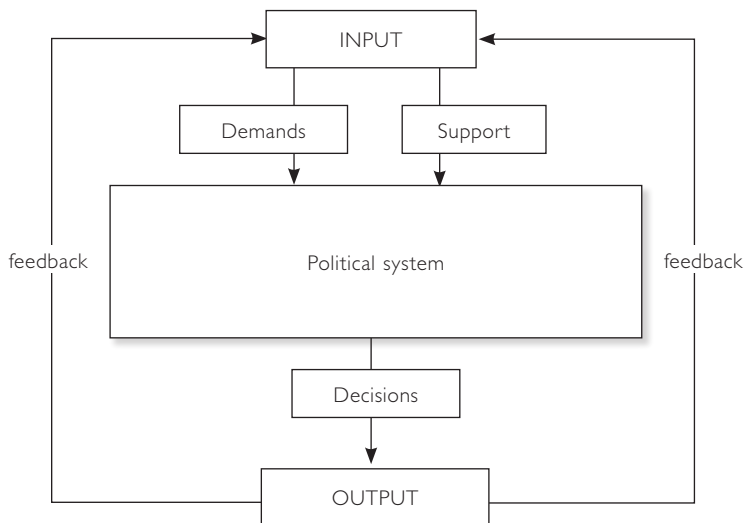 INPUT
Demands
Support
Political system
feedback
feedback
Decisions
OUTPUT